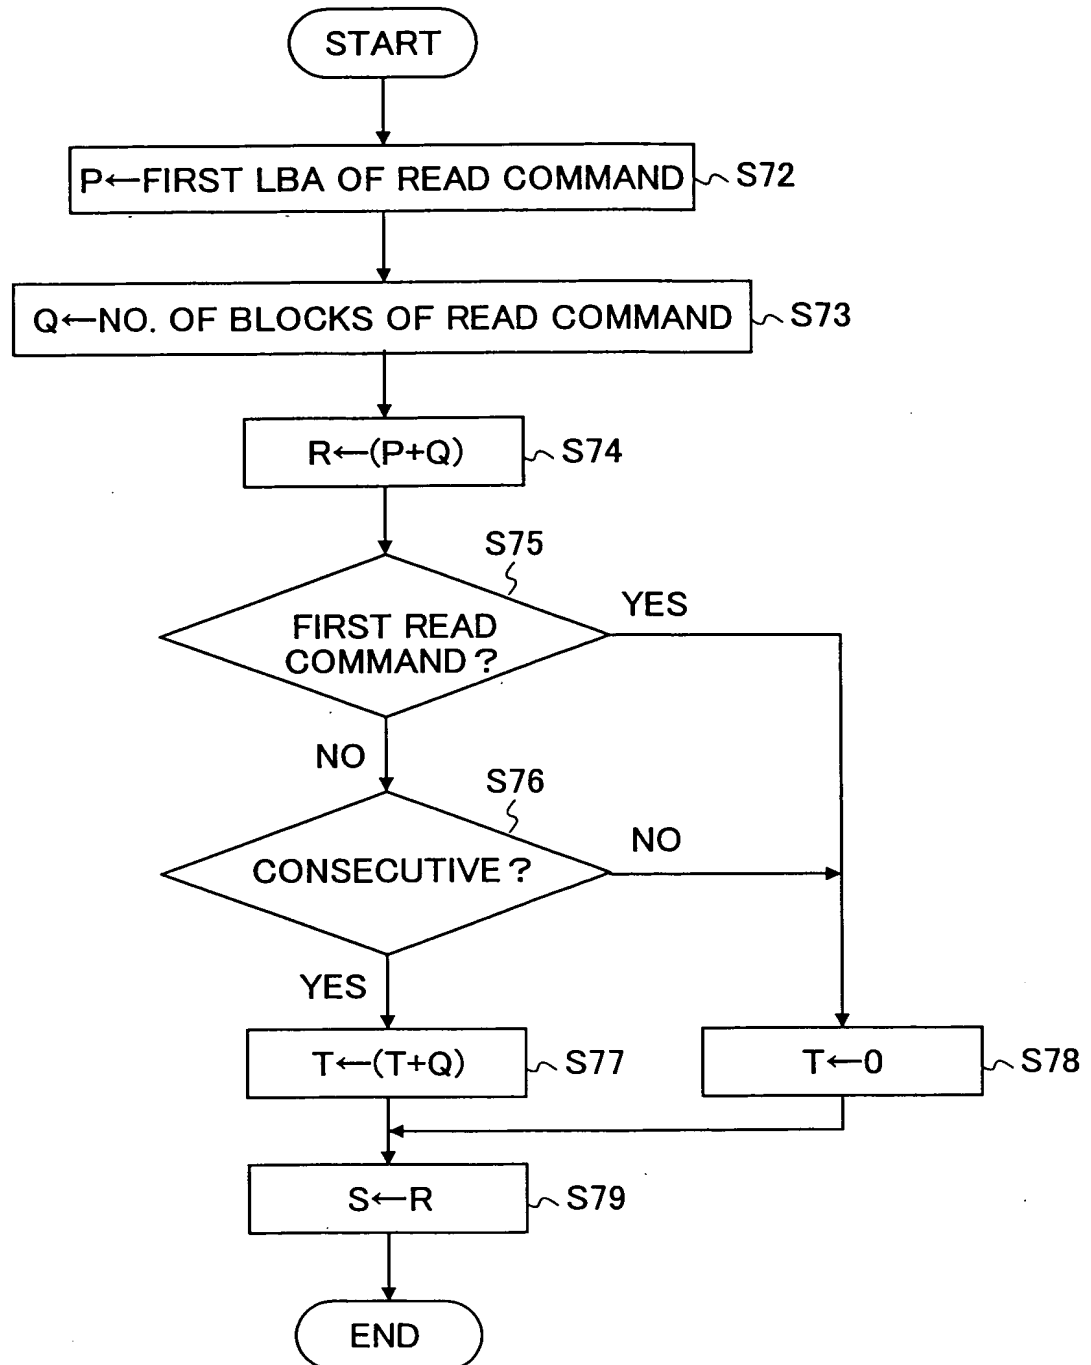 START
P←FIRST LBA OF READ COMMAND
S72
Q←NO. OF BLOCKS OF READ COMMAND
S73
R←(P+Q)
S74
S75
FIRST READ
COMMAND?
YES
NO
S76
CONSECUTIVE?
NO
YES
T←(T+Q)
S77
T←0
S78
S←R
S79
END